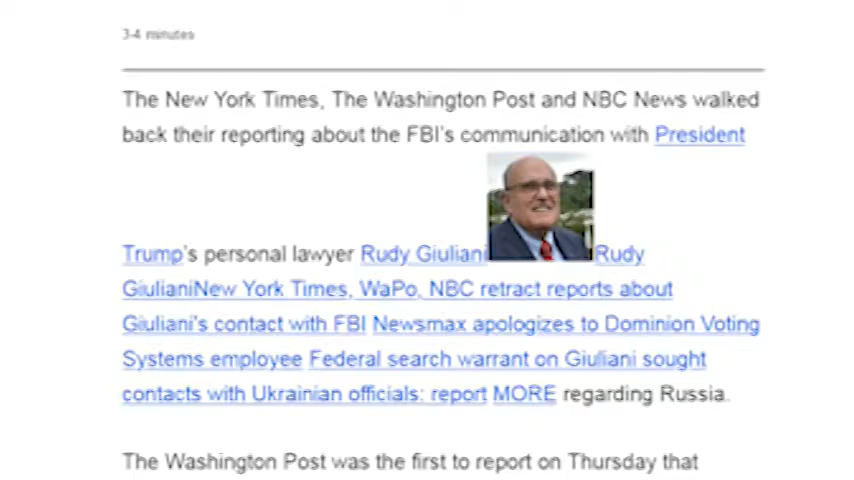 3-4 minutes
The New York Times, The Washington Post and NBC News walked
back their reporting about the FBI's communication with President
Trump's personal lawyer Rudy Giuliani Rudy
GiulianiNew York Times, WaPo, NBC retract reports about
Giuliani's contact with FBI Newsmax apologizes to Dominion Voting
Systems employee Federal search warrant on Giuliani sought
contacts with Ukrainian officials: report MORE regarding Russia.
The Washington Post was the first to report on Thursday that